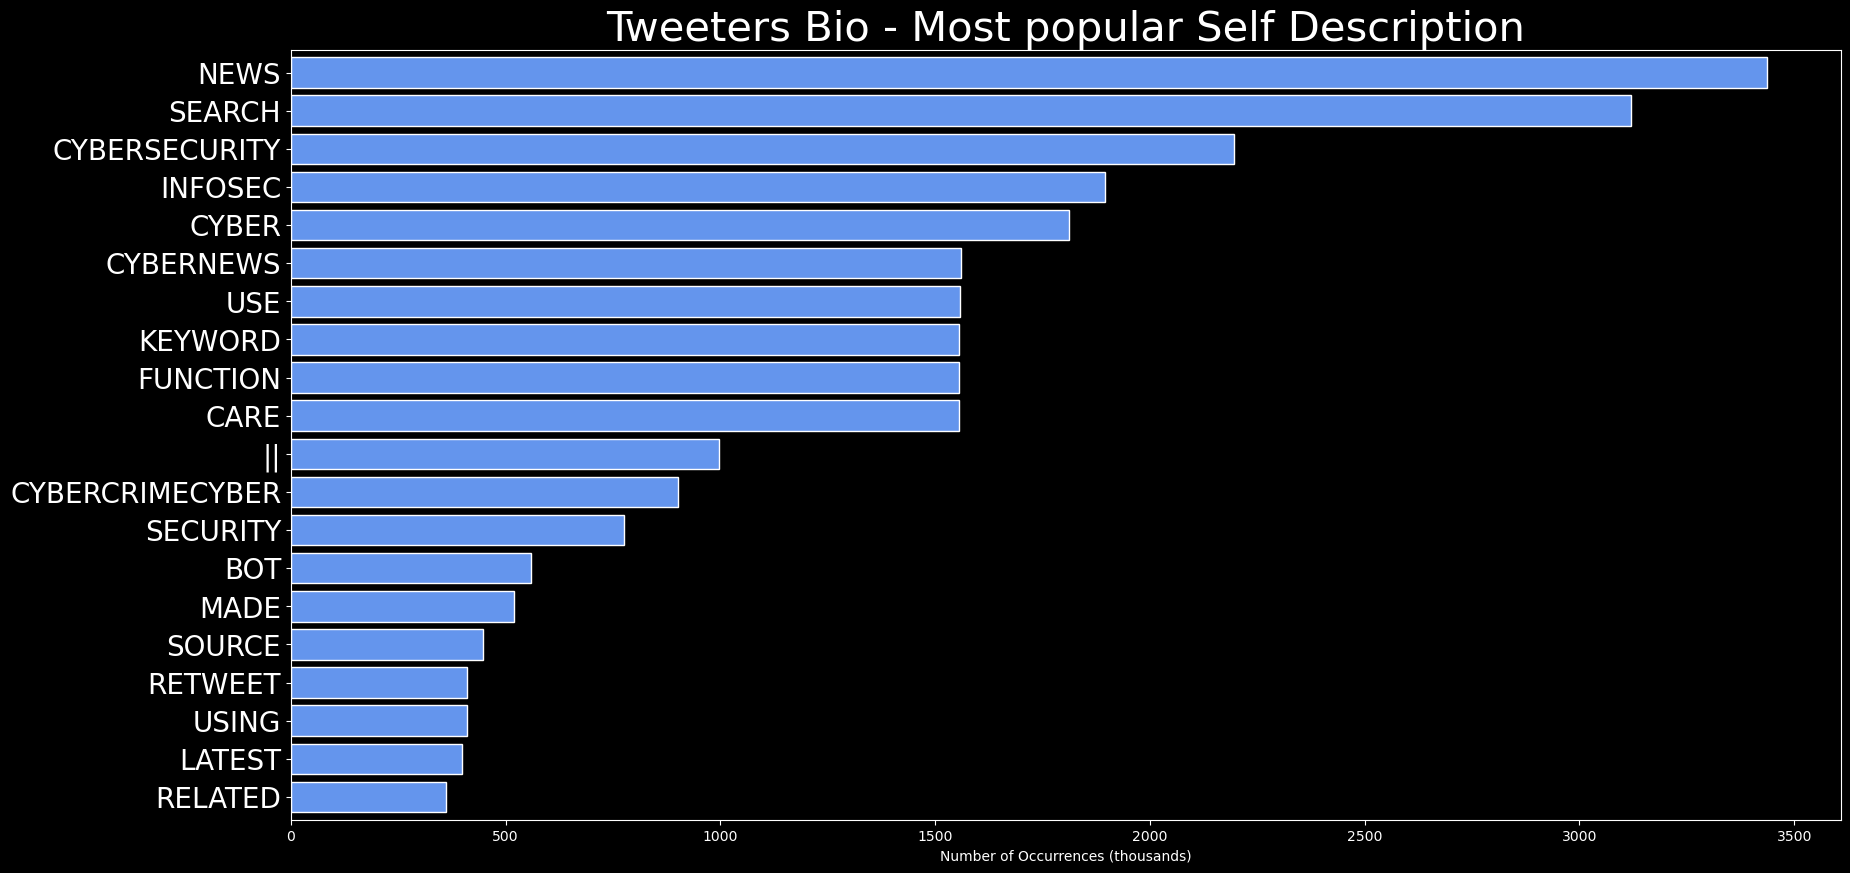 Tweeters Bio - Most popular Self Description
NEWS
SEARCH
CYBERSECURITY
INFOSEC
CYBER
CYBERNEWS
USE
KEYWORD
FUNCTION
CARE
||
CYBERCRIMECYBER
SECURITY
BOT
MADE
SOURCE
RETWEET
USING
LATEST
RELATED
0 500 1000 1500 2000 2500 3000 3500
Number of Occurrences (thousands)